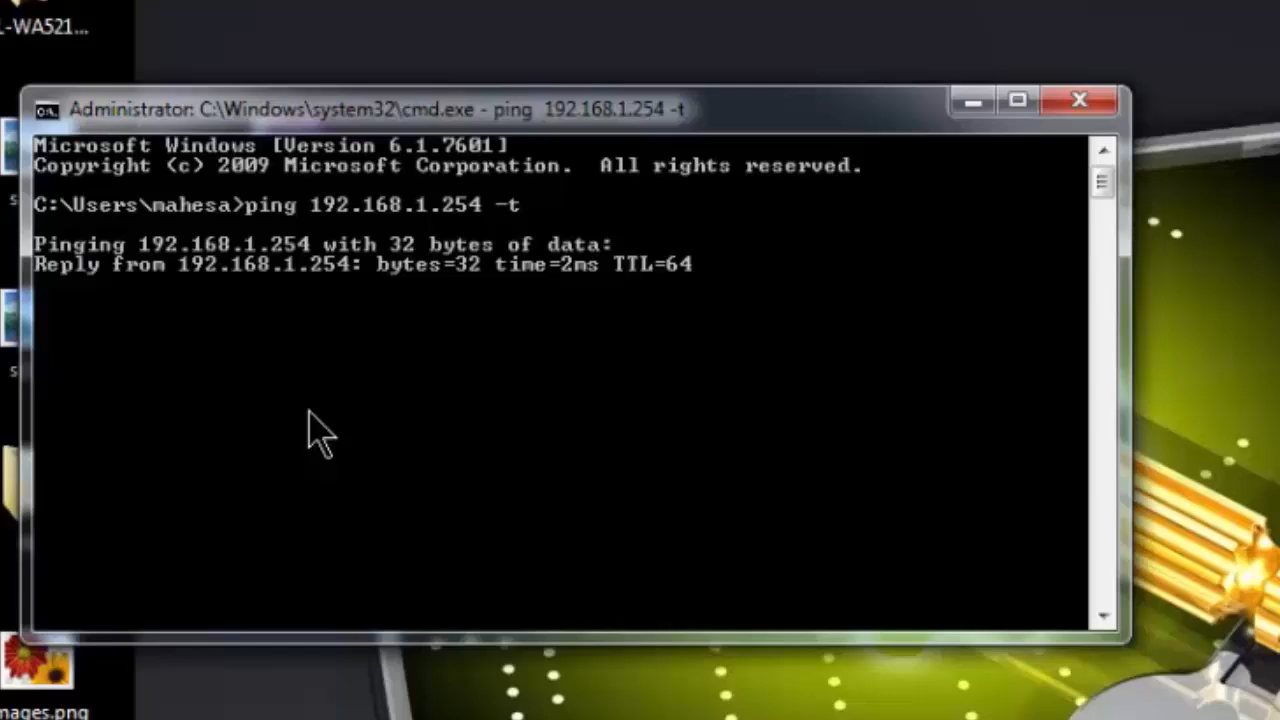 L-WA521...
Administrator: C:\Windows\system32\cmd.exe - ping  192.168.1.254 -t
Microsoft Windows [Version 6.1.7601]
Copyright (c) 2009 Microsoft Corporation.  All rights reserved.
C:\Users\mahesa>ping 192.168.1.254 -t
Pinging 192.168.1.254 with 32 bytes of data:
Reply from 192.168.1.254: bytes=32 time=2ms TTL=64
s
s
mages.png